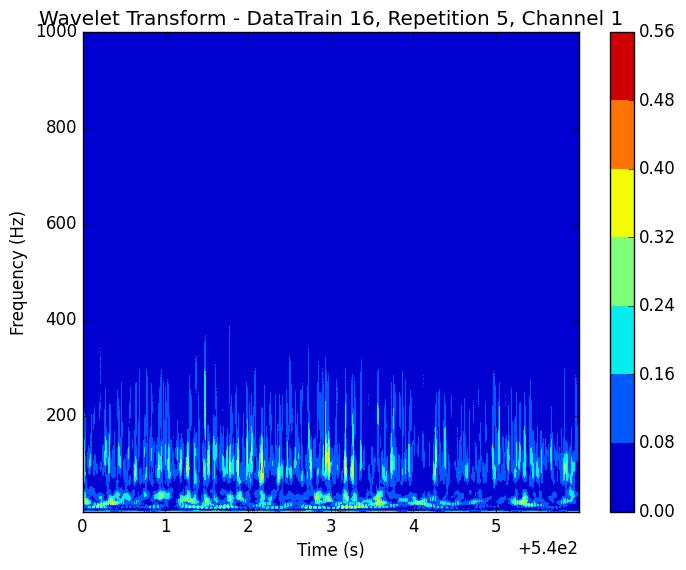 Wavelet Transform - DataTrain 16, Repetition 5, Channel 1
1000
800
600
400
200
Frequency (Hz)
0 1 2 3 4 5
Time (s)
+5.4e2
0.56
0.48
0.40
0.32
0.24
0.16
0.08
0.00